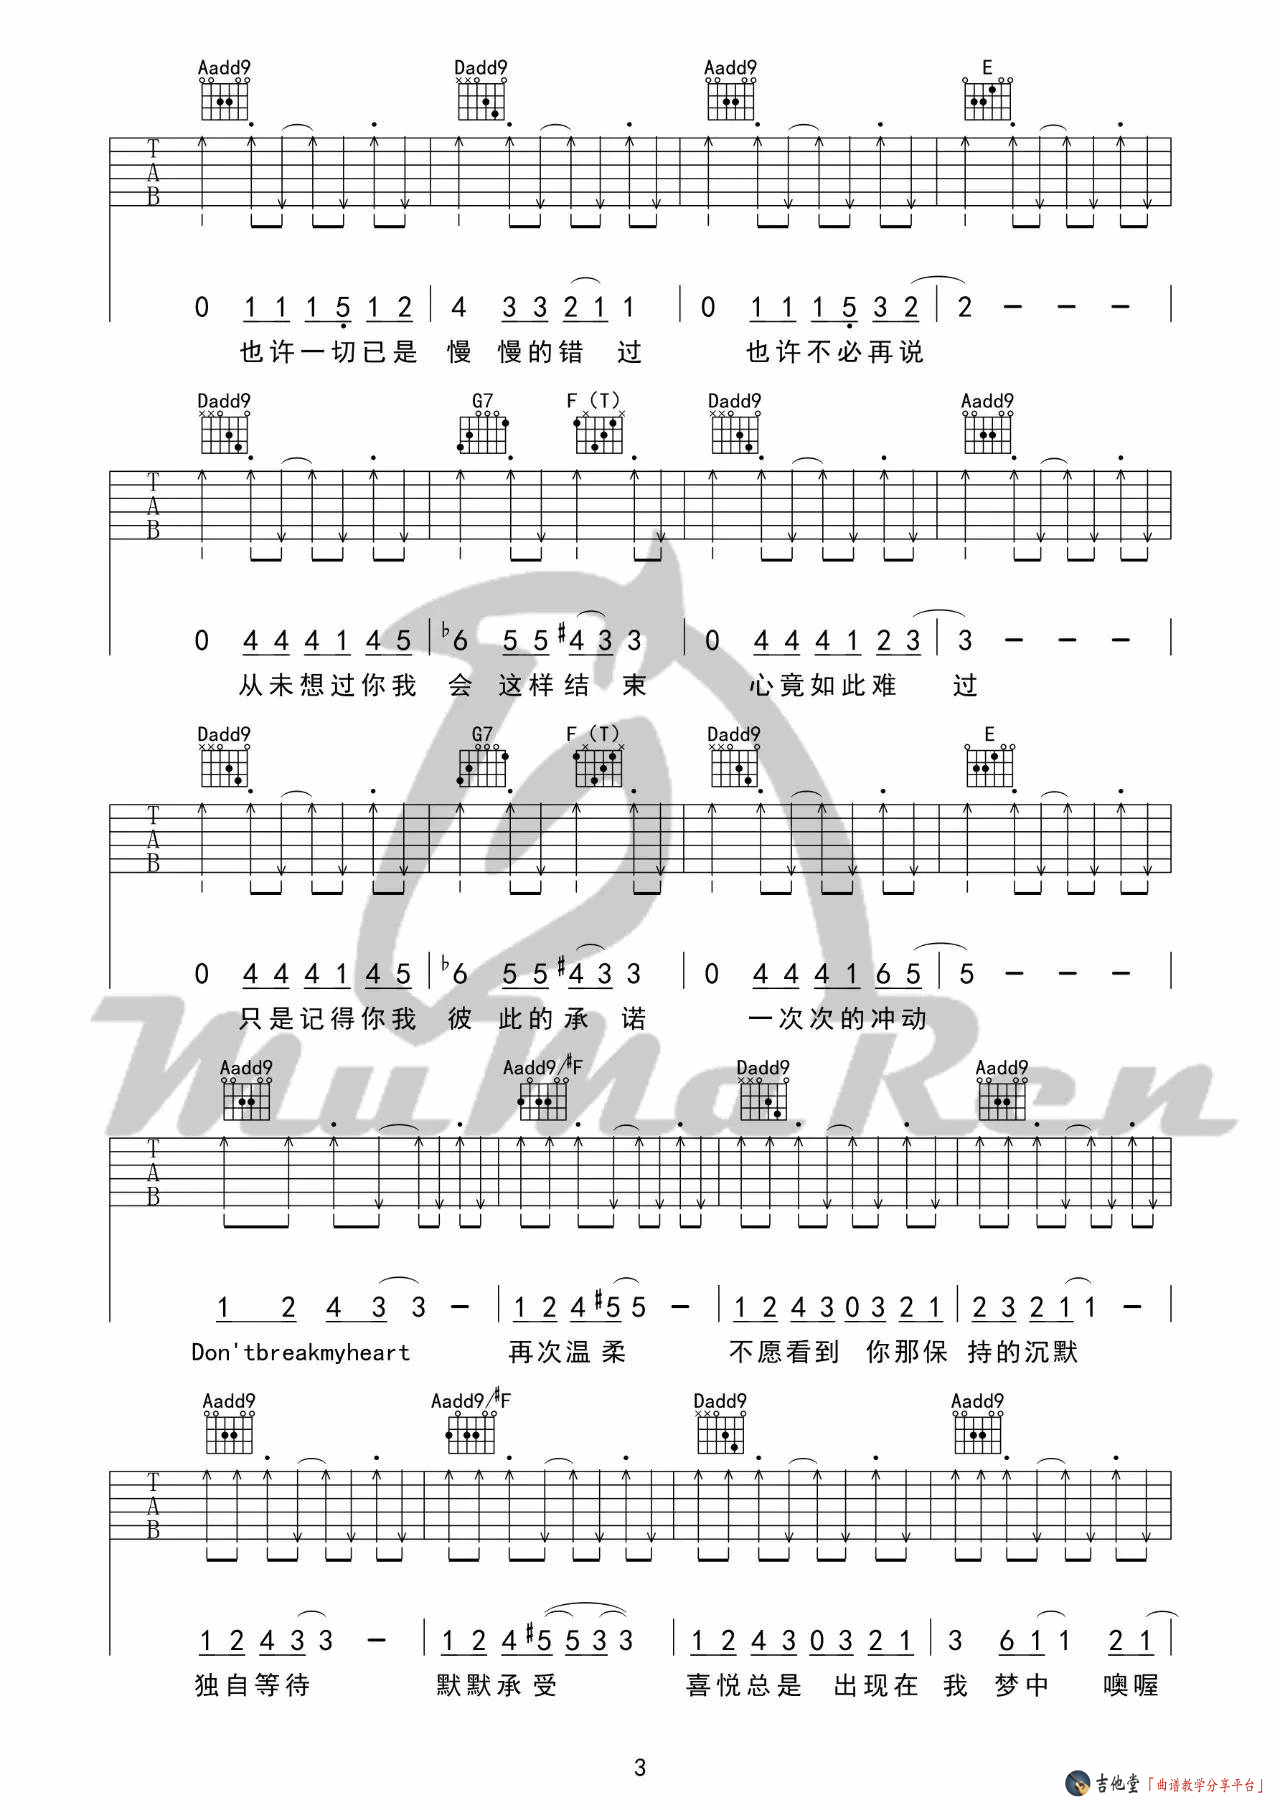 Aadd9 Dadd9 Aadd9 E
T
A
B
0 1 1 1 5 1 2 4 3 3 2 1 1 0 1 1 1 5 3 2 2 － － －
也许一切已是 慢 慢的错 过 也许不必再说
Dadd9 G7 F（T） Dadd9 Aadd9
T
A
B
0 4 4 4 1 4 5 ♭6 5 5 #4 3 3 0 4 4 4 1 2 3 3 － － －
从未想过你我 会 这样结 束 心竟如此难 过
Dadd9 G7 F（T） Dadd9 E
T
A
B
0 4 4 4 1 4 5 ♭6 5 5 #4 3 3 0 4 4 4 1 6 5 5 － － －
只是记得你我 彼 此的承 诺 一次次的冲动
MuMaRen
Aadd9 Aadd9/#F Dadd9 Aadd9
T
A
B
1 2 4 3 3 － 1 2 4 #5 5 － 1 2 4 3 0 3 2 1 2 3 2 1 1 －
Don'tbreakmyheart 再次温柔 不愿看到 你那保 持的沉默
Aadd9 Aadd9/#F Dadd9 Aadd9
T
A
B
1 2 4 3 3 － 1 2 4 #5 5 3 3 1 2 4 3 0 3 2 1 3 6 1 1 2 1
独自等待 默默承受 喜悦总是 出现在 我 梦中 噢喔
3
吉他堂「曲谱教学分享平台」